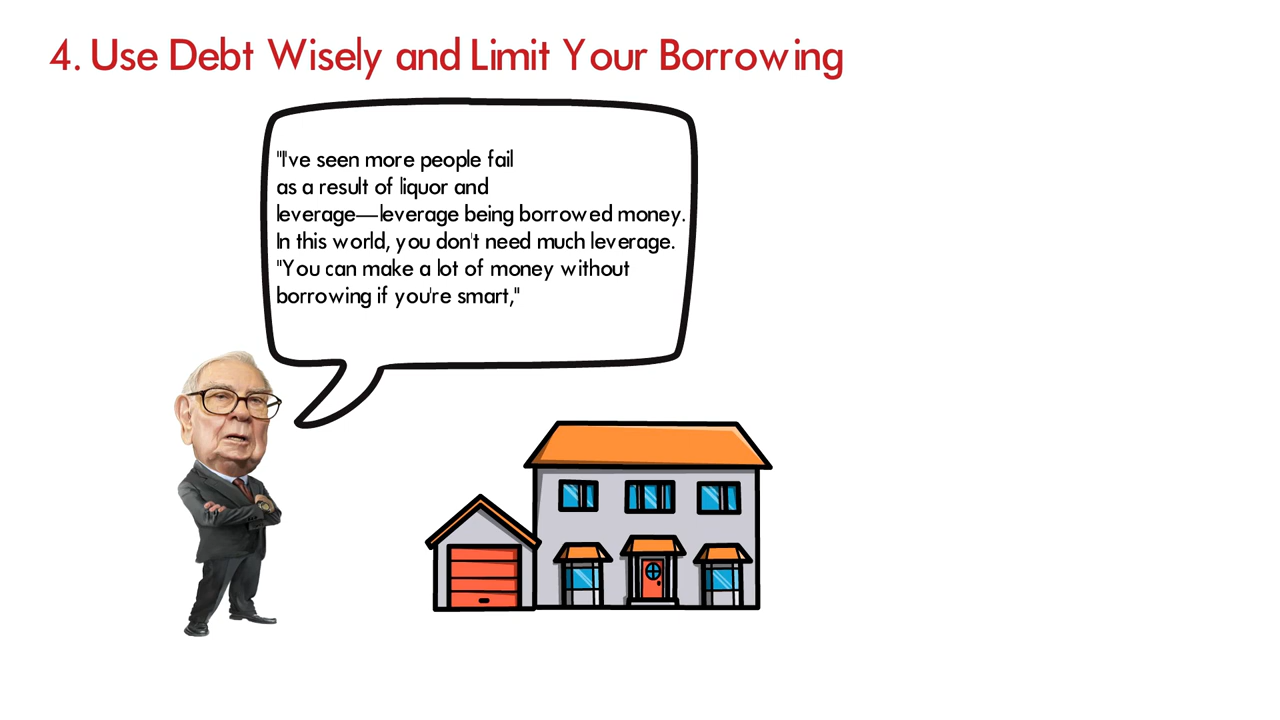 4. Use Debt Wisely and Limit Your Borrowing
"I've seen more people fail
as a result of liquor and
leverage—leverage being borrowed money.
In this world, you don't need much leverage.
"You can make a lot of money without
borrowing if you're smart,"